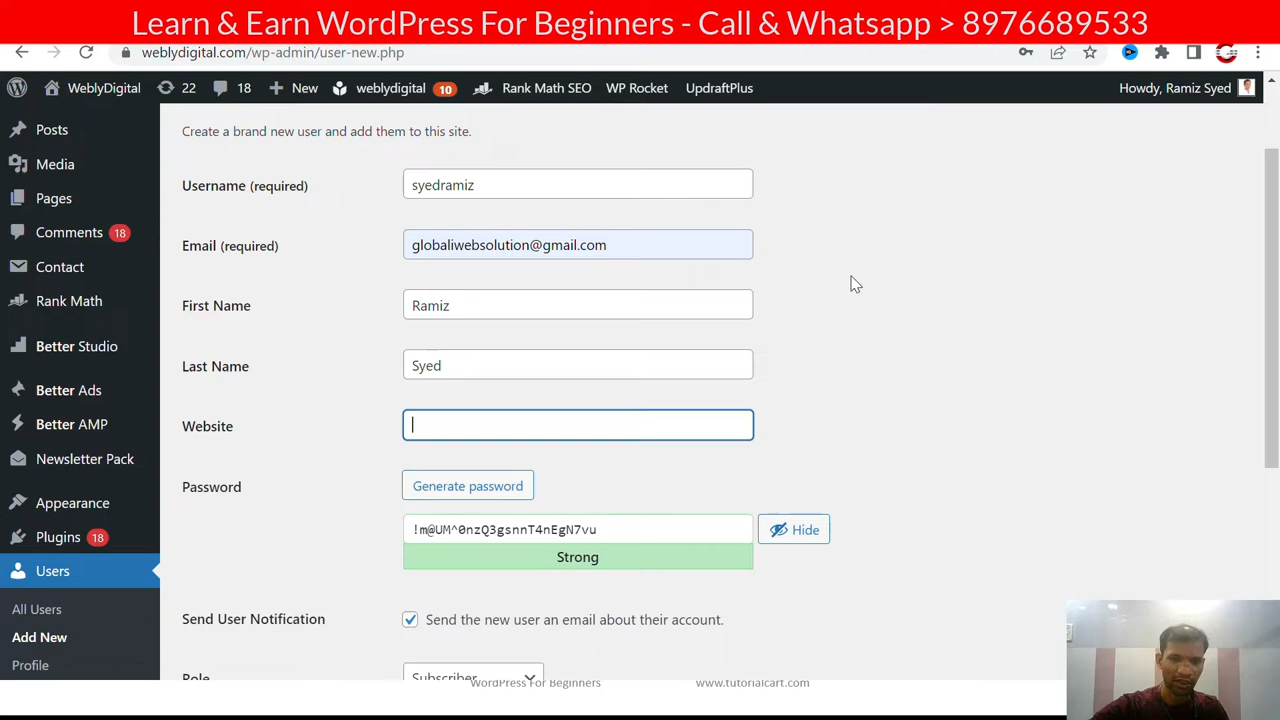 Learn & Earn WordPress For Beginners - Call & Whatsapp > 8976689533
weblydigital.com/wp-admin/user-new.php
WeblyDigital 22 18 New weblydigital 10 Rank Math SEO WP Rocket UpdraftPlus Howdy, Ramiz Syed
Posts
Media
Pages
Comments 18
Contact
Rank Math
Better Studio
Better Ads
Better AMP
Newsletter Pack
Appearance
Plugins 18
Users
All Users
Add New
Profile
Create a brand new user and add them to this site.
Username (required) syedramiz
Email (required) globaliwebsolution@gmail.com
First Name Ramiz
Last Name Syed
Website
Password Generate password
!m@UM^0nzQ3gsnnT4nEgN7vu Hide
Strong
Send User Notification Send the new user an email about their account.
Role Subscriber
WordPress For Beginners www.tutorialcart.com